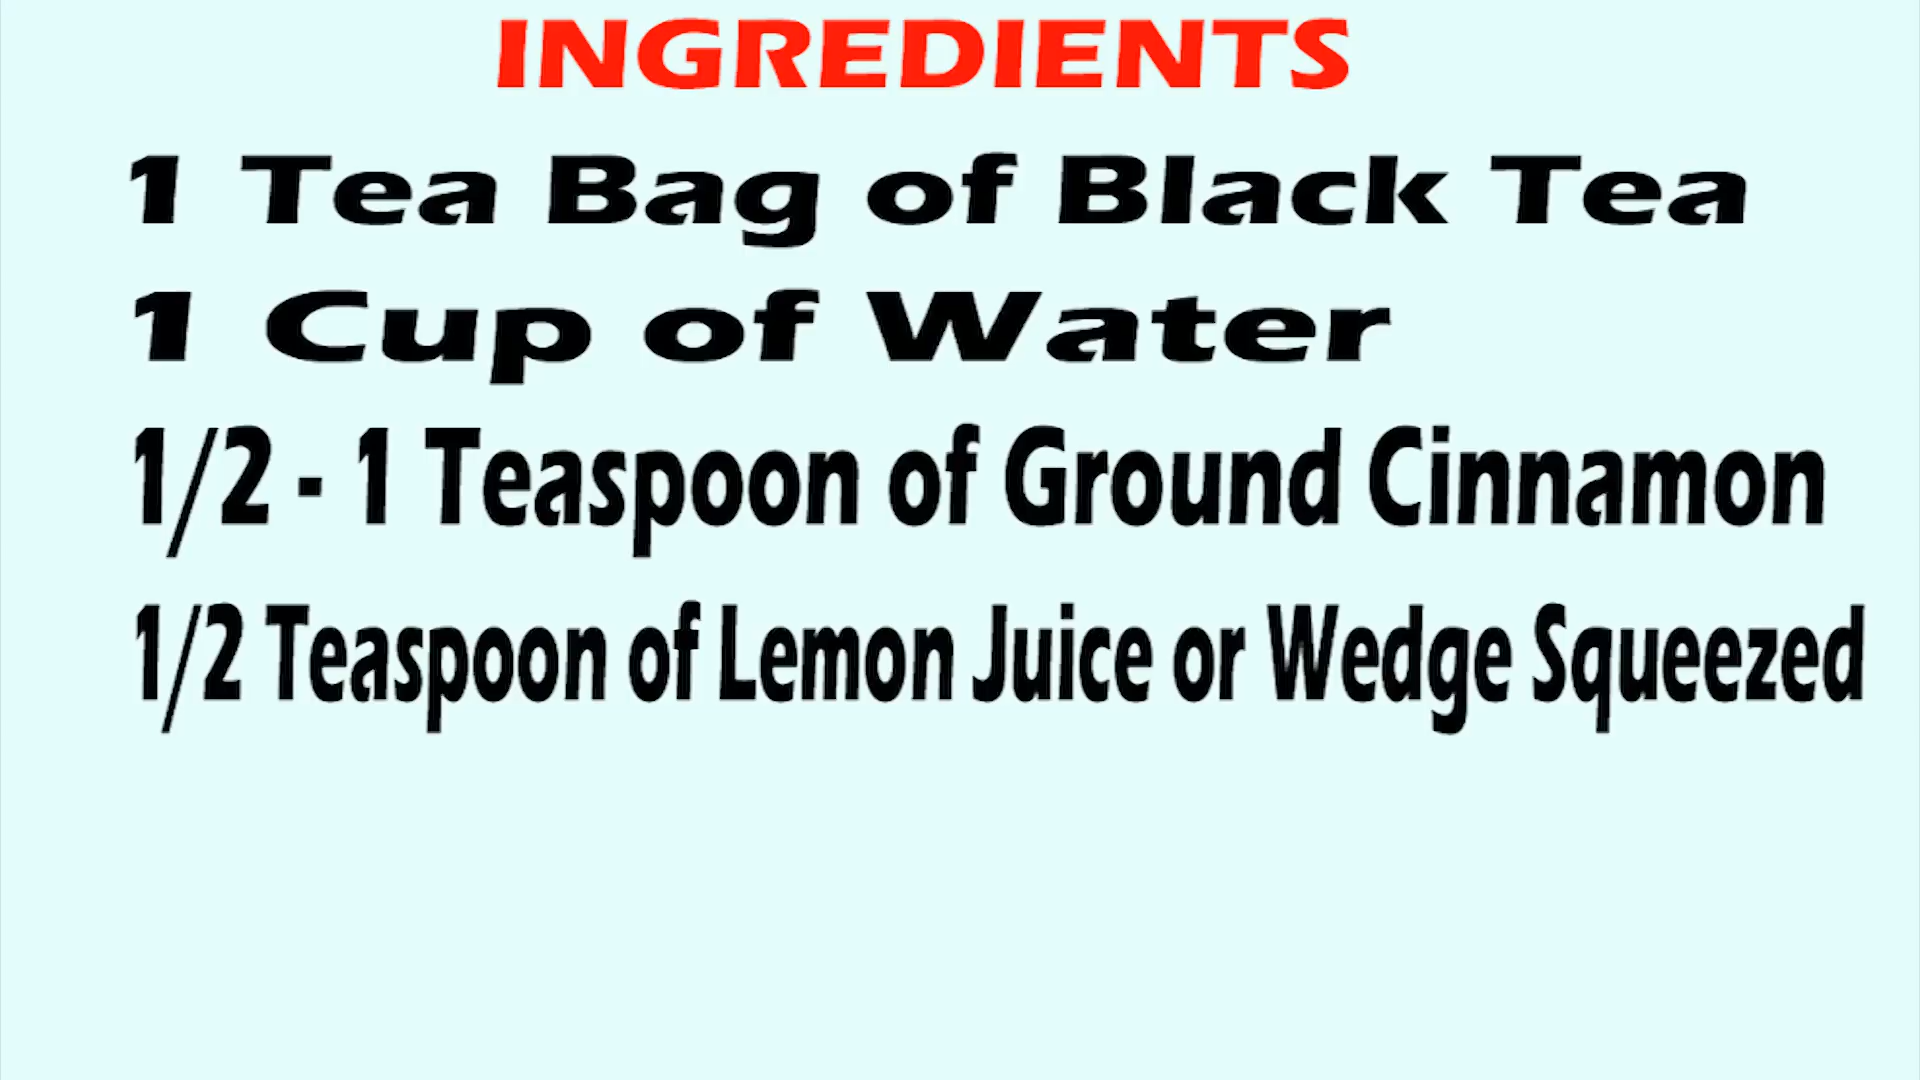 INGREDIENTS
1 Tea Bag of Black Tea
1 Cup of Water
1/2 - 1 Teaspoon of Ground Cinnamon
1/2 Teaspoon of Lemon Juice or Wedge Squeezed